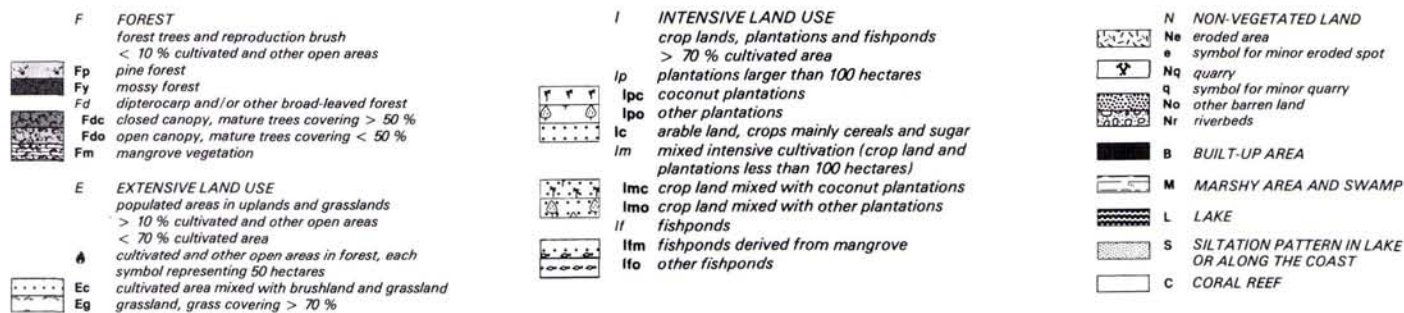 F FOREST
forest trees and reproduction brush
< 10 % cultivated and other open areas
Fp pine forest
Fy mossy forest
Fd dipterocarp and/or other broad-leaved forest
Fdc closed canopy, mature trees covering > 50 %
Fdo open canopy, mature trees covering < 50 %
Fm mangrove vegetation
E EXTENSIVE LAND USE
populated areas in uplands and grasslands
> 10 % cultivated and other open areas
< 70 % cultivated area
cultivated and other open areas in forest, each
symbol representing 50 hectares
Ec cultivated area mixed with brushland and grassland
Eg grassland, grass covering > 70 %
I INTENSIVE LAND USE
crop lands, plantations and fishponds
> 70 % cultivated area
Ip plantations larger than 100 hectares
Ipc coconut plantations
Ipo other plantations
Ic arable land, crops mainly cereals and sugar
Im mixed intensive cultivation (crop land and
plantations less than 100 hectares)
Imc crop land mixed with coconut plantations
Imo crop land mixed with other plantations
If fishponds
Ifm fishponds derived from mangrove
Ifo other fishponds
N NON-VEGETATED LAND
Ne eroded area
e symbol for minor eroded spot
Nq quarry
q symbol for minor quarry
No other barren land
Nr riverbeds
B BUILT-UP AREA
M MARSHY AREA AND SWAMP
L LAKE
S SILTATION PATTERN IN LAKE
OR ALONG THE COAST
C CORAL REEF